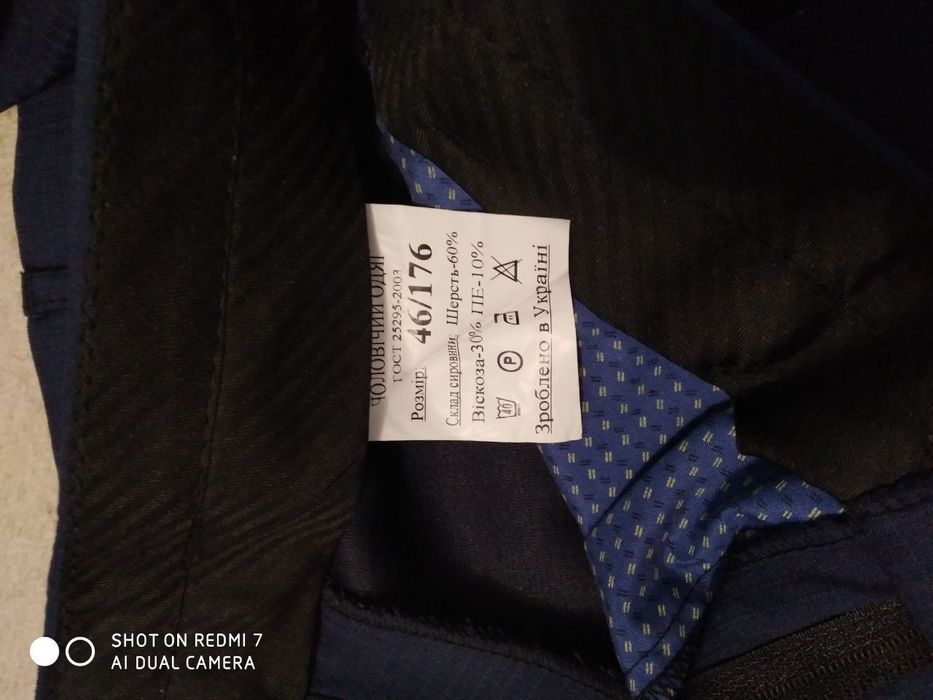 ЧОЛОВІЧИЙ ОДЯГ
ГОСТ 25295-2003
Розмір: 46/176
Склад сировини: Шерсть-60%
Віскоза-30% ПЕ-10%
40 P
Зроблено в Україні
SHOT ON REDMI 7
AI DUAL CAMERA